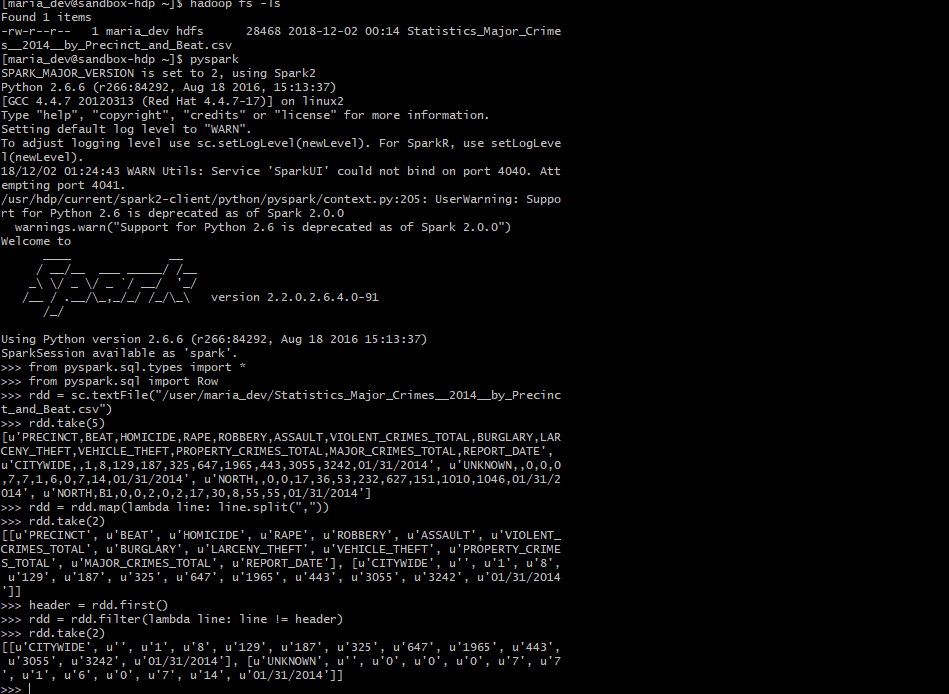 [maria_dev@sandbox-hdp ~]$ hadoop fs -ls
Found 1 items
-rw-r--r--   1 maria_dev hdfs      28468 2018-12-02 00:14 Statistics_Major_Crime
s__2014__by_Precinct_and_Beat.csv
[maria_dev@sandbox-hdp ~]$ pyspark
SPARK_MAJOR_VERSION is set to 2, using Spark2
Python 2.6.6 (r266:84292, Aug 18 2016, 15:13:37)
[GCC 4.4.7 20120313 (Red Hat 4.4.7-17)] on linux2
Type "help", "copyright", "credits" or "license" for more information.
Setting default log level to "WARN".
To adjust logging level use sc.setLogLevel(newLevel). For SparkR, use setLogLeve
l(newLevel).
18/12/02 01:24:43 WARN Utils: Service 'SparkUI' could not bind on port 4040. Att
empting port 4041.
/usr/hdp/current/spark2-client/python/pyspark/context.py:205: UserWarning: Suppo
rt for Python 2.6 is deprecated as of Spark 2.0.0
  warnings.warn("Support for Python 2.6 is deprecated as of Spark 2.0.0")
Welcome to
      ____              __
     / __/__  ___ _____/ /__
    _\ \/ _ \/ _ `/ __/  '_/
   /__ / .__/\_,_/_/ /_/\_\   version 2.2.0.2.6.4.0-91
      /_/
Using Python version 2.6.6 (r266:84292, Aug 18 2016 15:13:37)
SparkSession available as 'spark'.
>>> from pyspark.sql.types import *
>>> from pyspark.sql import Row
>>> rdd = sc.textFile("/user/maria_dev/Statistics_Major_Crimes__2014__by_Precinc
t_and_Beat.csv")
>>> rdd.take(5)
[u'PRECINCT,BEAT,HOMICIDE,RAPE,ROBBERY,ASSAULT,VIOLENT_CRIMES_TOTAL,BURGLARY,LAR
CENY_THEFT,VEHICLE_THEFT,PROPERTY_CRIMES_TOTAL,MAJOR_CRIMES_TOTAL,REPORT_DATE',
u'CITYWIDE,,1,8,129,187,325,647,1965,443,3055,3242,01/31/2014', u'UNKNOWN,,0,0,0
,7,7,1,6,0,7,14,01/31/2014', u'NORTH,,0,0,17,36,53,232,627,151,1010,1046,01/31/2
014', u'NORTH,B1,0,0,2,0,2,17,30,8,55,55,01/31/2014']
>>> rdd = rdd.map(lambda line: line.split(","))
>>> rdd.take(2)
[[u'PRECINCT', u'BEAT', u'HOMICIDE', u'RAPE', u'ROBBERY', u'ASSAULT', u'VIOLENT_
CRIMES_TOTAL', u'BURGLARY', u'LARCENY_THEFT', u'VEHICLE_THEFT', u'PROPERTY_CRIME
S_TOTAL', u'MAJOR_CRIMES_TOTAL', u'REPORT_DATE'], [u'CITYWIDE', u'', u'1', u'8',
 u'129', u'187', u'325', u'647', u'1965', u'443', u'3055', u'3242', u'01/31/2014
']]
>>> header = rdd.first()
>>> rdd = rdd.filter(lambda line: line != header)
>>> rdd.take(2)
[[u'CITYWIDE', u'', u'1', u'8', u'129', u'187', u'325', u'647', u'1965', u'443',
 u'3055', u'3242', u'01/31/2014'], [u'UNKNOWN', u'', u'0', u'0', u'0', u'7', u'7
', u'1', u'6', u'0', u'7', u'14', u'01/31/2014']]
>>>